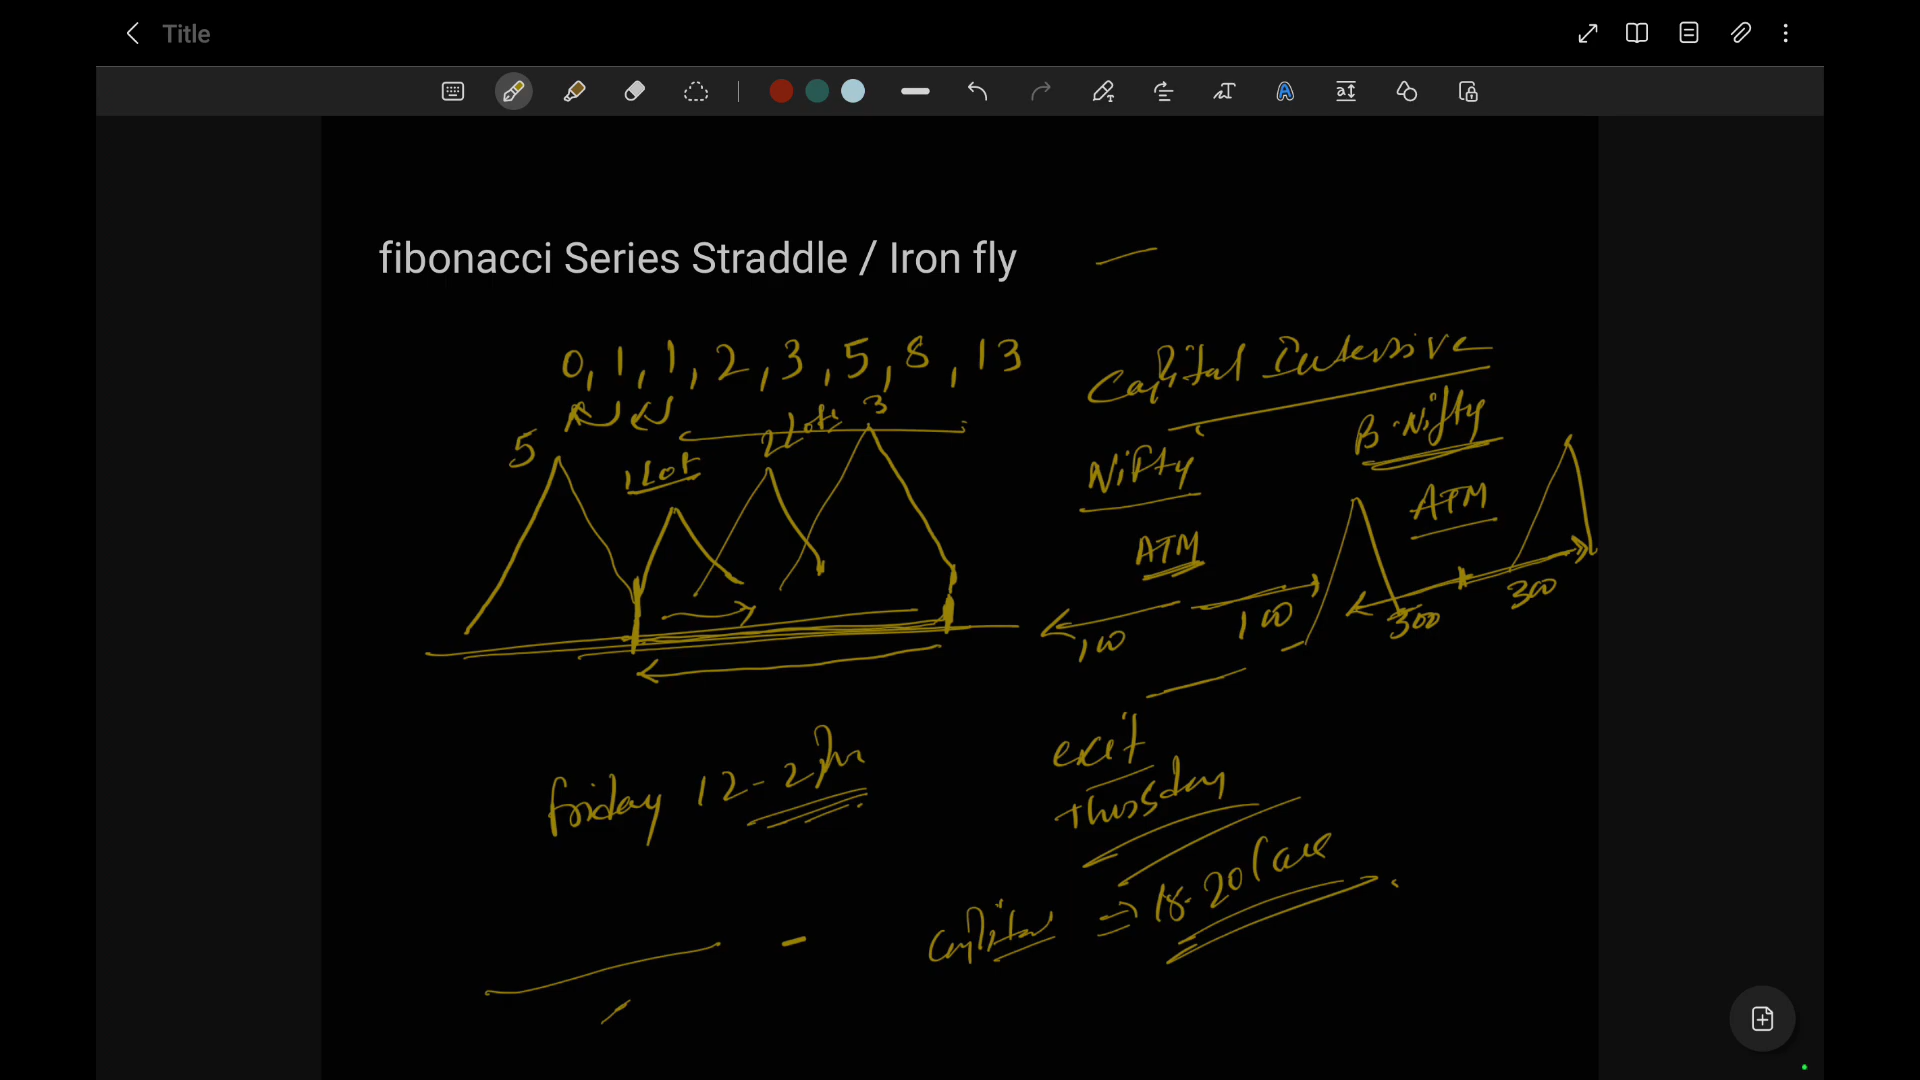 Title
fibonacci Series Straddle / Iron fly
0, 1, 1, 2, 3, 5, 8, 13
Capital Intensive
5
1 Lot
2 Lots
3
Nifty
B.Nifty
ATM
ATM
100
100
300
300
friday 12-2 Pm
exit
Thursday
Capital => 18-20 Lac